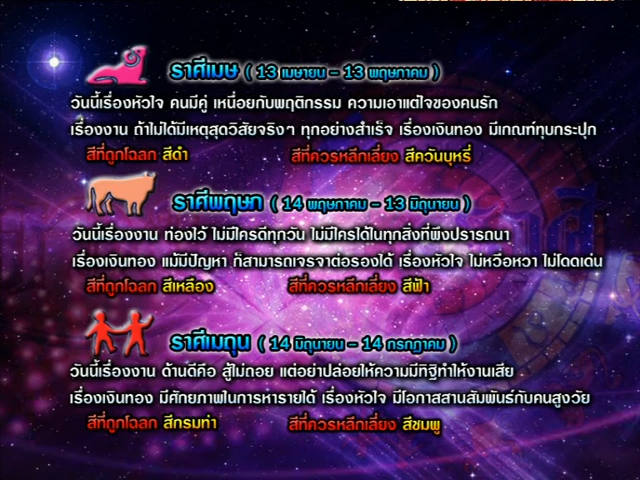 ราศีเมษ ( 13 เมษายน - 13 พฤษภาคม )
วันนี้เรื่องหัวใจ คนมีคู่ เหนื่อยกับพฤติกรรม ความเอาแต่ใจของคนรัก
เรื่องงาน ถ้าไม่ได้มีเหตุสุดวิสัยจริงๆ ทุกอย่างสำเร็จ เรื่องเงินทอง มีเกณฑ์ทุบกระปุก
สีที่ถูกโฉลก สีดำ สีที่ควรหลีกเลี่ยง สีควันบุหรี่
ราศีพฤษภ ( 14 พฤษภาคม - 13 มิถุนายน )
วันนี้เรื่องงาน ท่องไว้ ไม่มีใครดีทุกวัน ไม่มีใครได้ในทุกสิ่งที่พึงปรารถนา
เรื่องเงินทอง แม้มีปัญหา ก็สามารถเจรจาต่อรองได้ เรื่องหัวใจ ไม่หวือหวา ไม่โดดเด่น
สีที่ถูกโฉลก สีเหลือง สีที่ควรหลีกเลี่ยง สีฟ้า
ราศีเมถุน ( 14 มิถุนายน - 14 กรกฎาคม )
วันนี้เรื่องงาน ด้านดีคือ สู้ไม่ถอย แต่อย่าปล่อยให้ความมีทิฐิทำให้งานเสีย
เรื่องเงินทอง มีศักยภาพในการหารายได้ เรื่องหัวใจ มีโอกาสสานสัมพันธ์กับคนสูงวัย
สีที่ถูกโฉลก สีกรมท่า สีที่ควรหลีกเลี่ยง สีชมพู